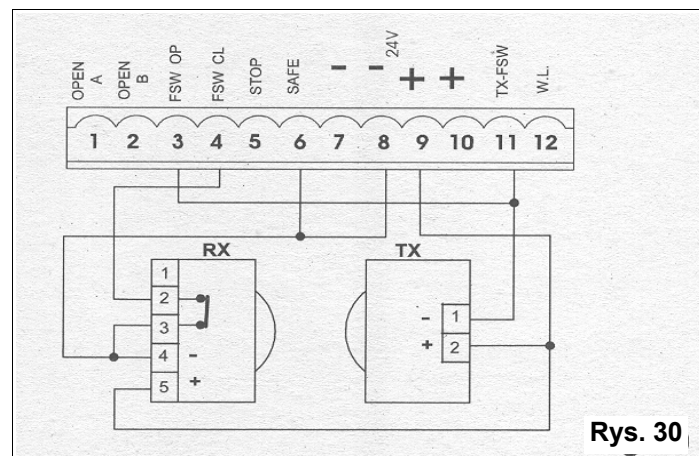 OPEN A
OPEN B
FSW OP
FSW CL
STOP
SAFE
-
-
24V
+
+
TX-FSW
W.L.
1 2 3 4 5 6 7 8 9 10 11 12
RX
TX
1
2
3
4 -
5 +
- 1
+ 2
Rys. 30